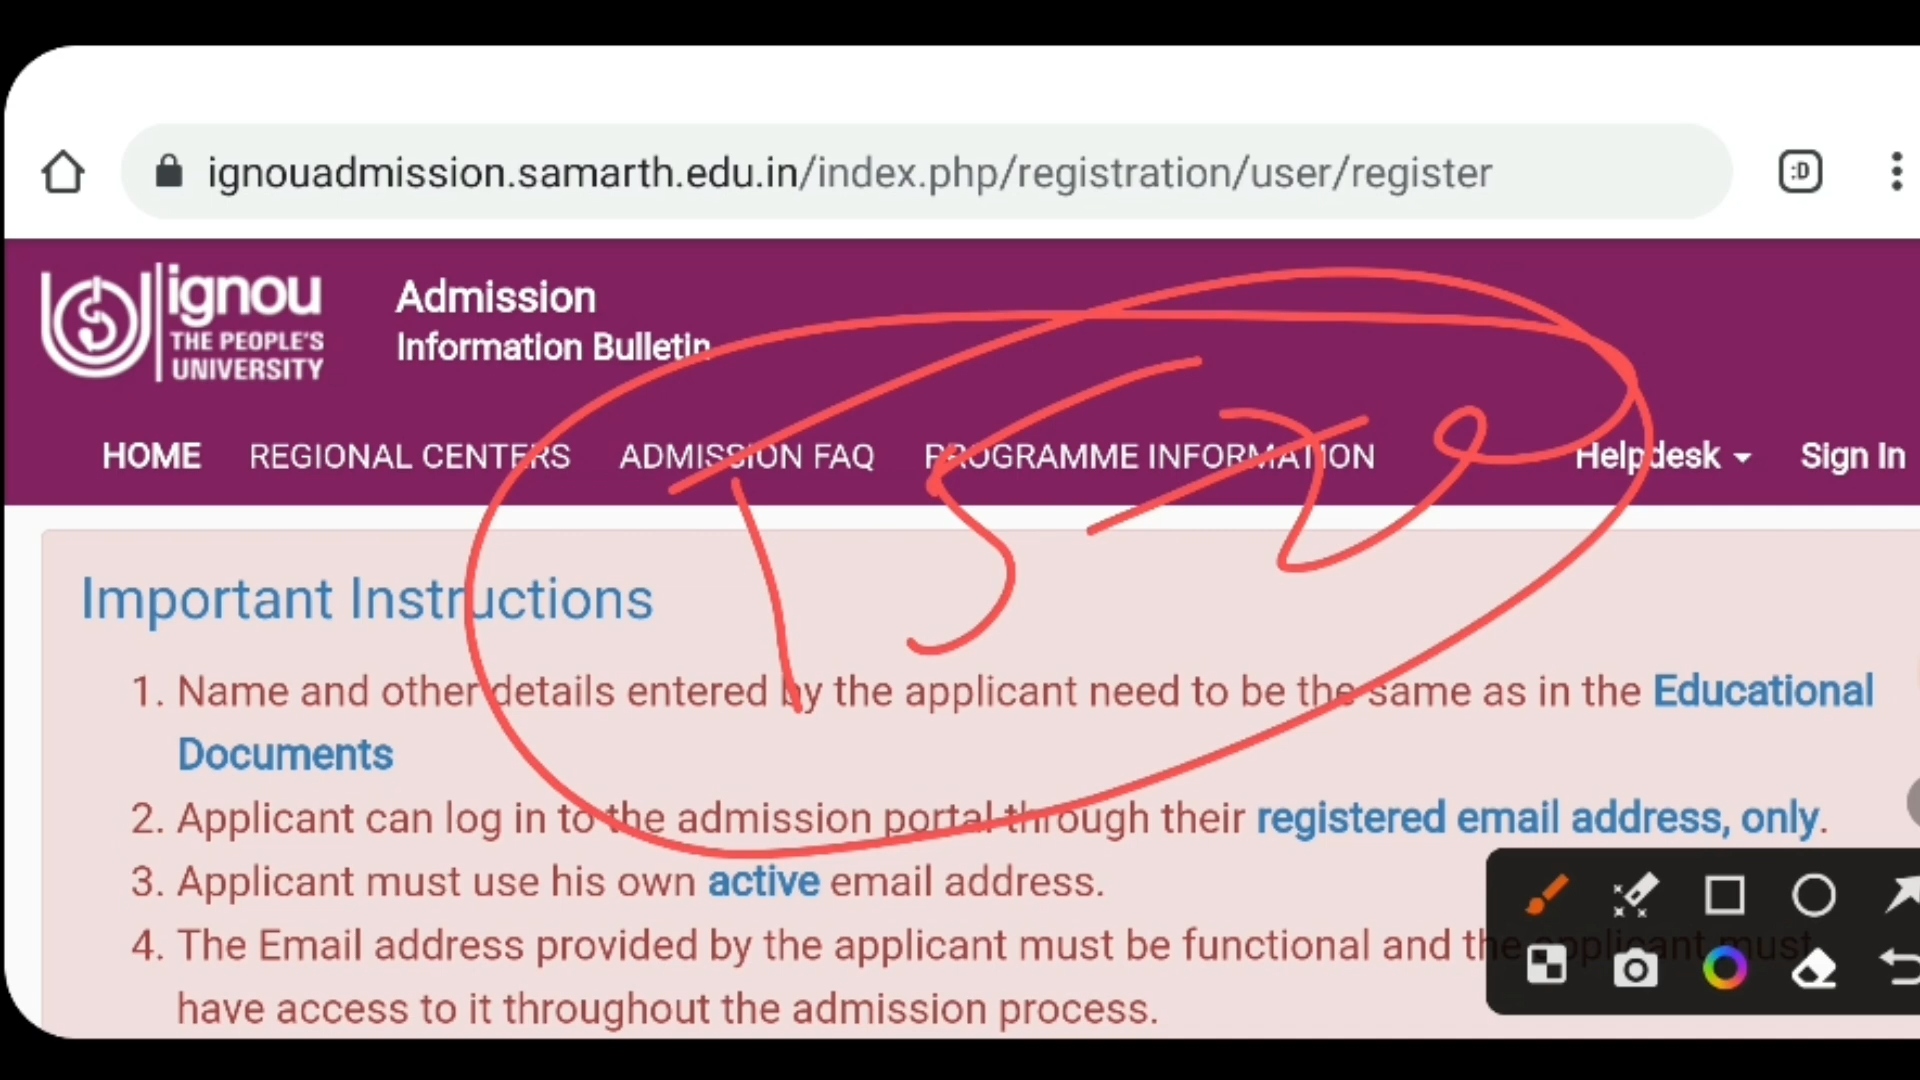 ignouadmission.samarth.edu.in/index.php/registration/user/register
:D
ignou
THE PEOPLE'S
UNIVERSITY
Admission
Information Bulletin
HOME REGIONAL CENTERS ADMISSION FAQ PROGRAMME INFORMATION Helpdesk Sign In
Important Instructions
1. Name and other details entered by the applicant need to be the same as in the Educational
Documents
2. Applicant can log in to the admission portal through their registered email address, only.
3. Applicant must use his own active email address.
4. The Email address provided by the applicant must be functional and the applicant must
have access to it throughout the admission process.